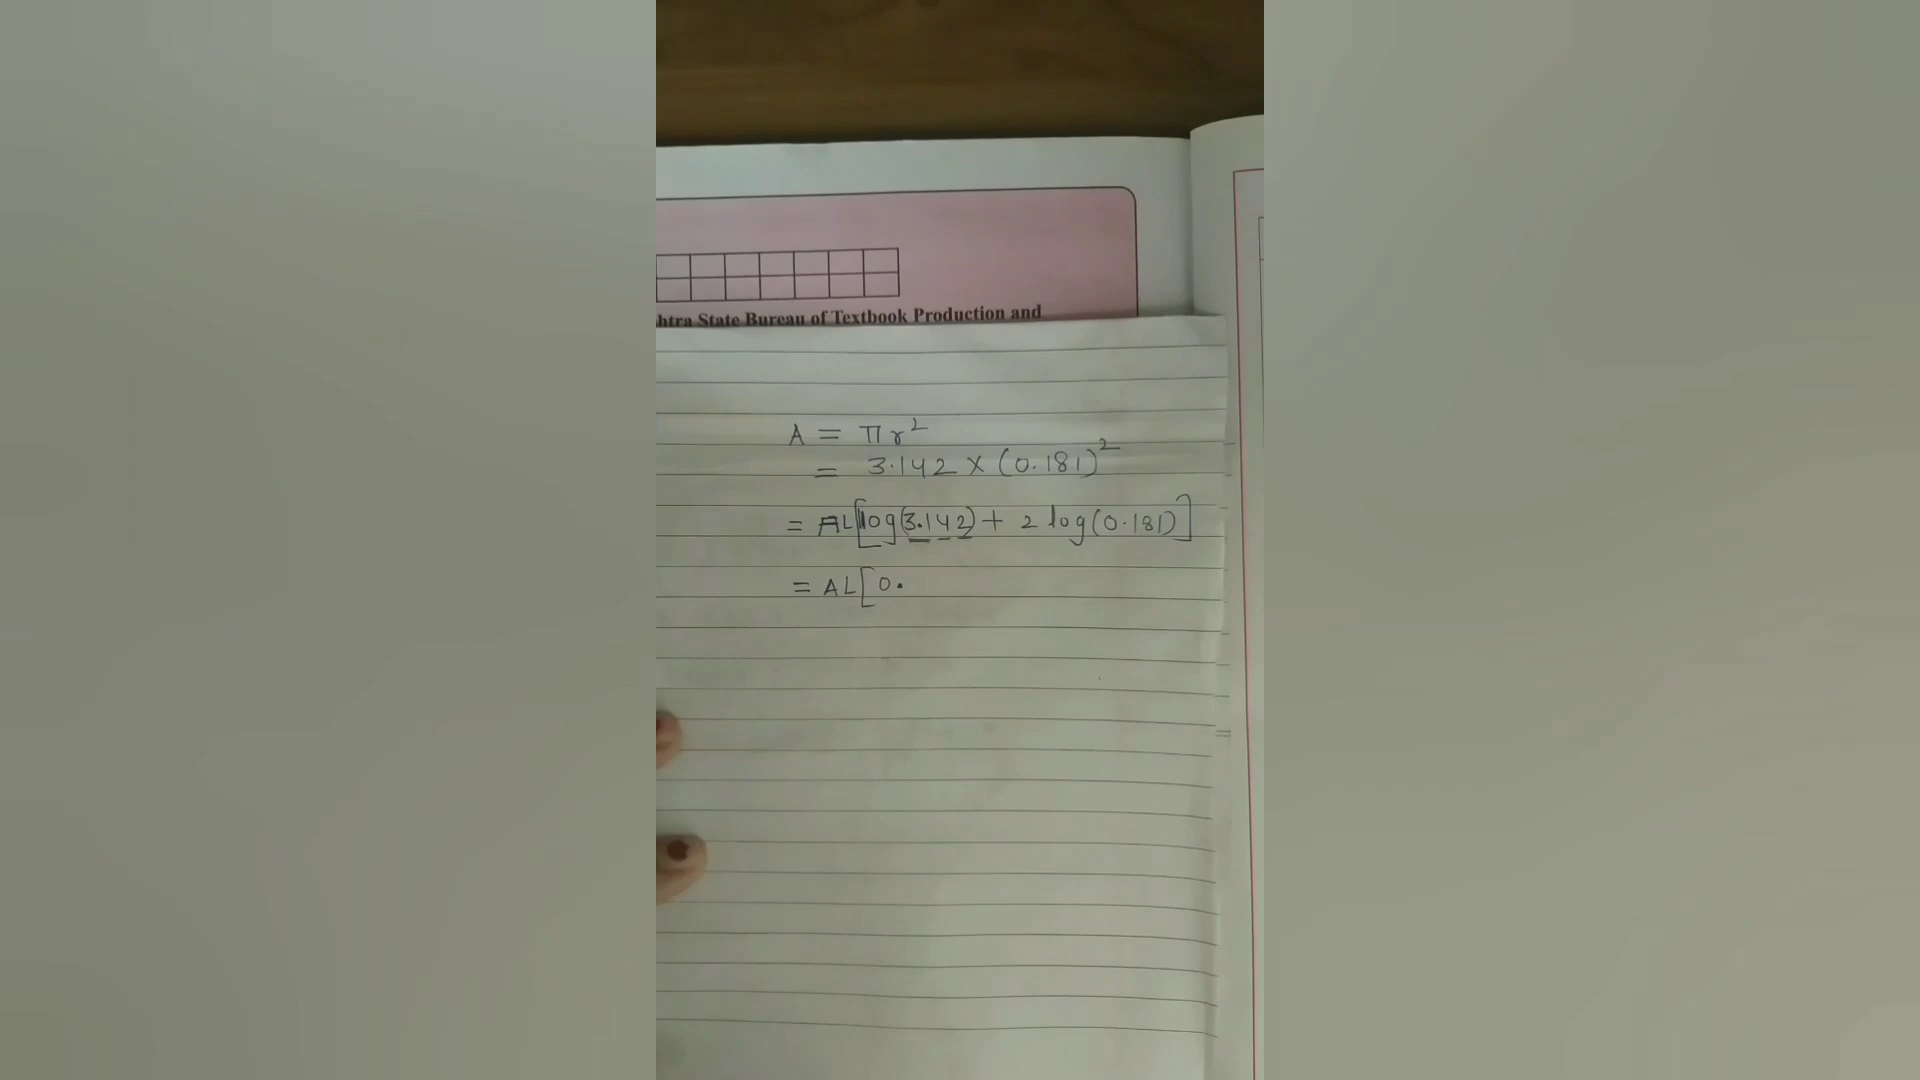 htra State Bureau of Textbook Production and
A = πr²
= 3.142 × (0.181)²
= AL[log(3.142) + 2 log(0.181)]
= AL[0.